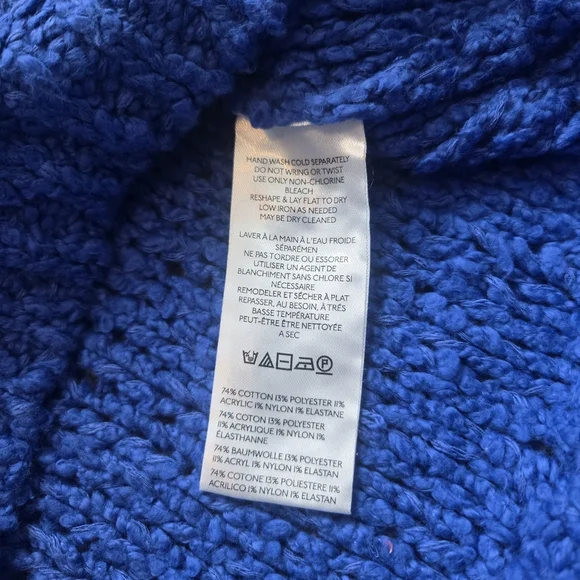 HAND WASH COLD SEPARATELY
DO NOT WRING OR TWIST
USE ONLY NON-CHLORINE
BLEACH
RESHAPE & LAY FLAT TO DRY
LOW IRON AS NEEDED
MAY BE DRY CLEANED
LAVER À LA MAIN À L'EAU FROIDE
SÉPARÉMEN
NE PAS TORDRE OU ESSORER
UTILISER UN AGENT DE
BLANCHIMENT SANS CHLORE SI
NÉCESSAIRE
REMODELER ET SÉCHER À PLAT
REPASSER, AU BESOIN, À TRÈS
BASSE TEMPÉRATURE
PEUT-ÊTRE ÊTRE NETTOYÉE
A SEC
74% COTTON 13% POLYESTER 11%
ACRYLIC 1% NYLON 1% ELASTANE
74% COTON 13% POLYESTER
11% ACRYLIQUE 1% NYLON 1%
ÉLASTHANNE
74% BAUMWOLLE 13% POLYESTER
11% ACRYL 1% NYLON 1% ELASTAN
74% COTONE 13% POLIESTERE 11%
ACRILICO 1% NYLON 1% ELASTAN